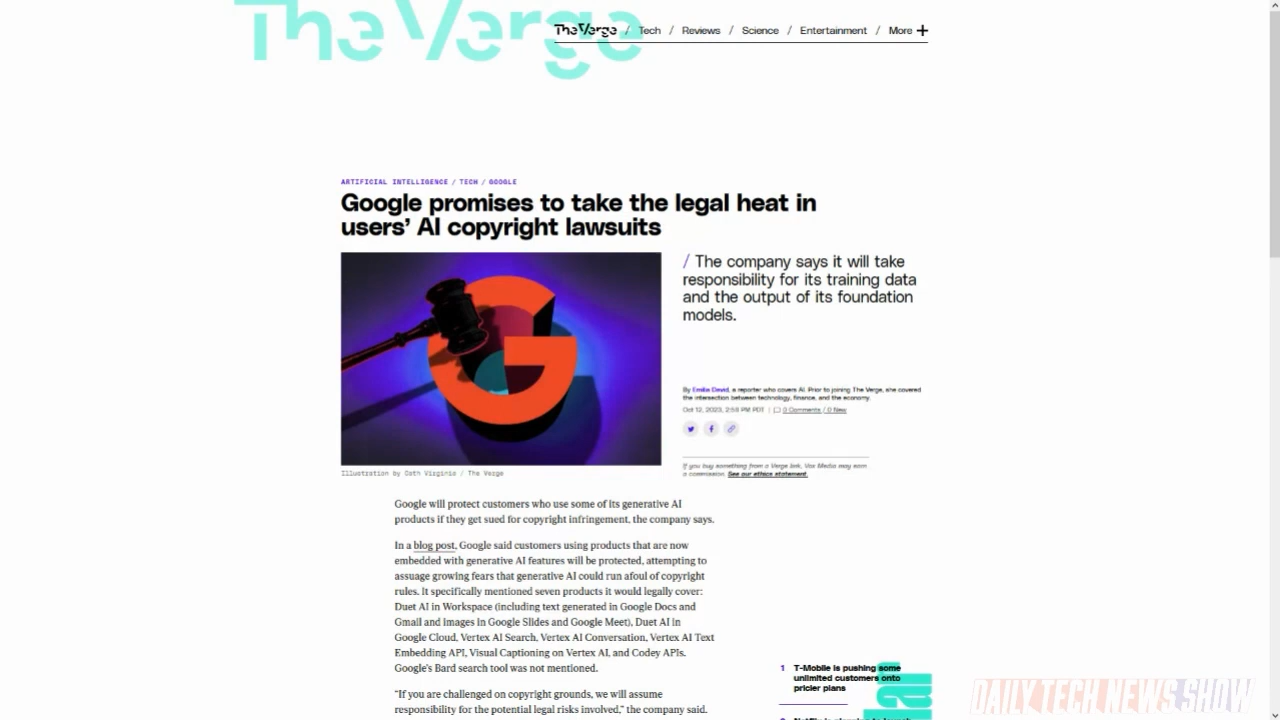 The Verge
The Verge / Tech / Reviews / Science / Entertainment / More +
ARTIFICIAL INTELLIGENCE / TECH / GOOGLE
Google promises to take the legal heat in
users’ AI copyright lawsuits
/ The company says it will take
responsibility for its training data
and the output of its foundation
models.
By Emilia David, a reporter who covers AI. Prior to joining The Verge, she covered
the intersection between technology, finance, and the economy.
Oct 12, 2023, 2:58 PM PDT | 0 Comments / 0 New
If you buy something from a Verge link, Vox Media may earn
a commission. See our ethics statement.
Illustration by Cath Virginia / The Verge
Google will protect customers who use some of its generative AI
products if they get sued for copyright infringement, the company says.
In a blog post, Google said customers using products that are now
embedded with generative AI features will be protected, attempting to
assuage growing fears that generative AI could run afoul of copyright
rules. It specifically mentioned seven products it would legally cover:
Duet AI in Workspace (including text generated in Google Docs and
Gmail and images in Google Slides and Google Meet), Duet AI in
Google Cloud, Vertex AI Search, Vertex AI Conversation, Vertex AI Text
Embedding API, Visual Captioning on Vertex AI, and Codey APIs.
Google’s Bard search tool was not mentioned.
“If you are challenged on copyright grounds, we will assume
responsibility for the potential legal risks involved,” the company said.
1 T-Mobile is pushing some
unlimited customers onto
pricier plans
DAILY TECH NEWS SHOW